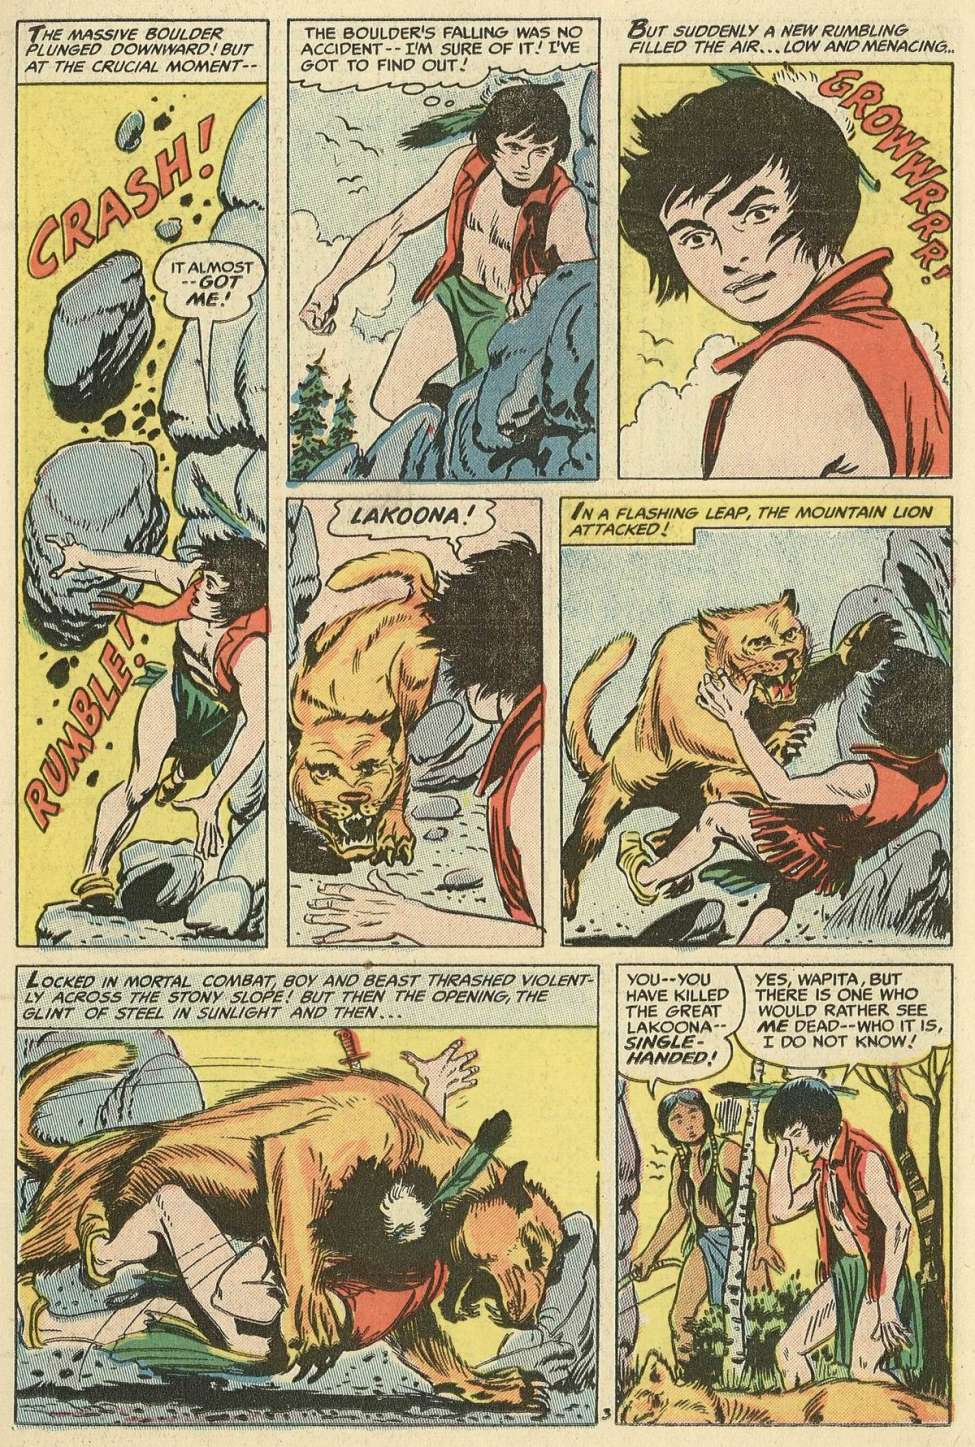 THE MASSIVE BOULDER
PLUNGED DOWNWARD! BUT
AT THE CRUCIAL MOMENT--
CRASH!
IT ALMOST
--GOT
ME!
RUMBLE!
THE BOULDER'S FALLING WAS NO
ACCIDENT--I'M SURE OF IT! I'VE
GOT TO FIND OUT!
BUT SUDDENLY A NEW RUMBLING
FILLED THE AIR...LOW AND MENACING..
GROWWRRR!
LAKOONA!
IN A FLASHING LEAP, THE MOUNTAIN LION
ATTACKED!
LOCKED IN MORTAL COMBAT, BOY AND BEAST THRASHED VIOLENT-
LY ACROSS THE STONY SLOPE! BUT THEN THE OPENING, THE
GLINT OF STEEL IN SUNLIGHT AND THEN...
3
YOU--YOU
HAVE KILLED
THE GREAT
LAKOONA--
SINGLE-
HANDED!
YES, WAPITA, BUT
THERE IS ONE WHO
WOULD RATHER SEE
ME DEAD--WHO IT IS,
I DO NOT KNOW!